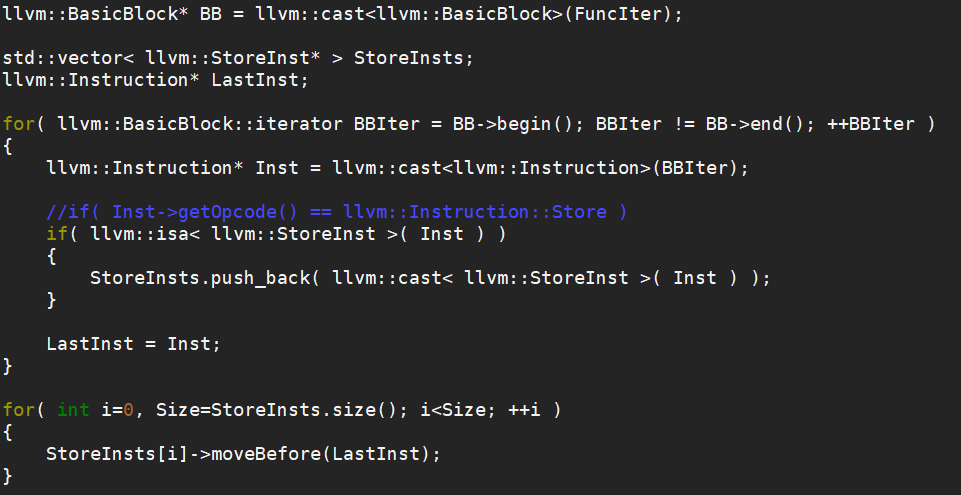 llvm::BasicBlock* BB = llvm::cast<llvm::BasicBlock>(FuncIter);
std::vector< llvm::StoreInst* > StoreInsts;
llvm::Instruction* LastInst;
for( llvm::BasicBlock::iterator BBIter = BB->begin(); BBIter != BB->end(); ++BBIter )
{
    llvm::Instruction* Inst = llvm::cast<llvm::Instruction>(BBIter);
    //if( Inst->getOpcode() == llvm::Instruction::Store )
    if( llvm::isa< llvm::StoreInst >( Inst ) )
    {
        StoreInsts.push_back( llvm::cast< llvm::StoreInst >( Inst ) );
    }
    LastInst = Inst;
}
for( int i=0, Size=StoreInsts.size(); i<Size; ++i )
{
    StoreInsts[i]->moveBefore(LastInst);
}